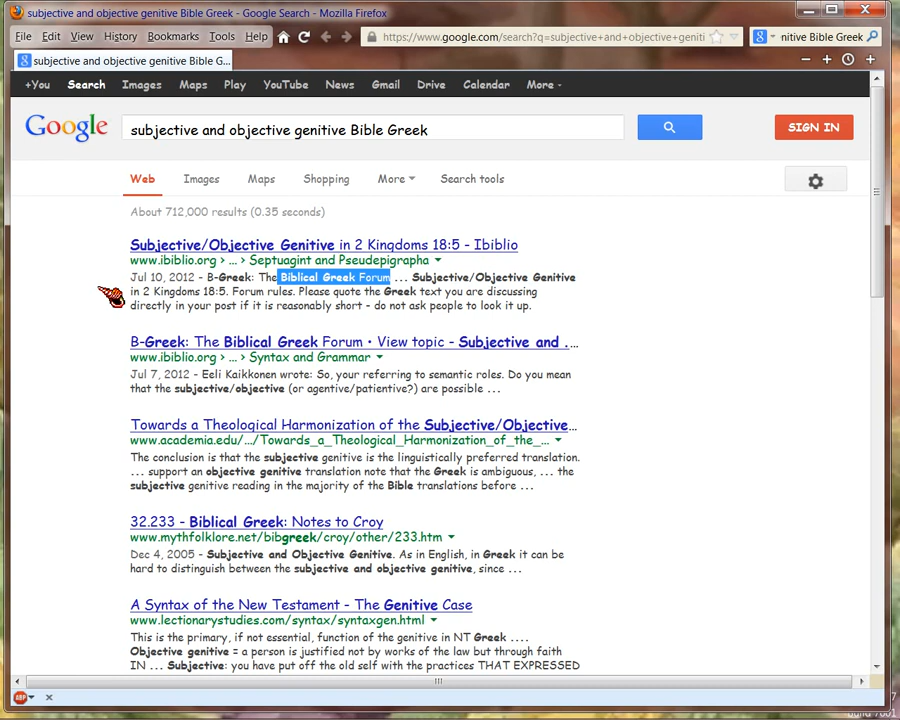 subjective and objective genitive Bible Greek - Google Search - Mozilla Firefox
File Edit View History Bookmarks Tools Help https://www.google.com/search?q=subjective+and+objective+geniti nitive Bible Greek
subjective and objective genitive Bible G...
+You Search Images Maps Play YouTube News Gmail Drive Calendar More
Google subjective and objective genitive Bible Greek SIGN IN
Web Images Maps Shopping More Search tools
About 712,000 results (0.35 seconds)
Subjective/Objective Genitive in 2 Kingdoms 18:5 - Ibiblio
www.ibiblio.org › ... › Septuagint and Pseudepigrapha
Jul 10, 2012 - B-Greek: The Biblical Greek Forum ... Subjective/Objective Genitive
in 2 Kingdoms 18:5. Forum rules. Please quote the Greek text you are discussing
directly in your post if it is reasonably short - do not ask people to look it up.
B-Greek: The Biblical Greek Forum • View topic - Subjective and ...
www.ibiblio.org › ... › Syntax and Grammar
Jul 7, 2012 - Eeli Kaikkonen wrote: So, your referring to semantic roles. Do you mean
that the subjective/objective (or agentive/patientive?) are possible ...
Towards a Theological Harmonization of the Subjective/Objective...
www.academia.edu/.../Towards_a_Theological_Harmonization_of_the_...
The conclusion is that the subjective genitive is the linguistically preferred translation.
... support an objective genitive translation note that the Greek is ambiguous, ... the
subjective genitive reading in the majority of the Bible translations before ...
32.233 - Biblical Greek: Notes to Croy
www.mythfolklore.net/bibgreek/croy/other/233.htm
Dec 4, 2005 - Subjective and Objective Genitive. As in English, in Greek it can be
hard to distinguish between the subjective and objective genitive, since ...
A Syntax of the New Testament - The Genitive Case
www.lectionarystudies.com/syntax/syntaxgen.html
This is the primary, if not essential, function of the genitive in NT Greek ....
Objective genitive = a person is justified not by works of the law but through faith
IN ... Subjective: you have put off the old self with the practices THAT EXPRESSED
ABP